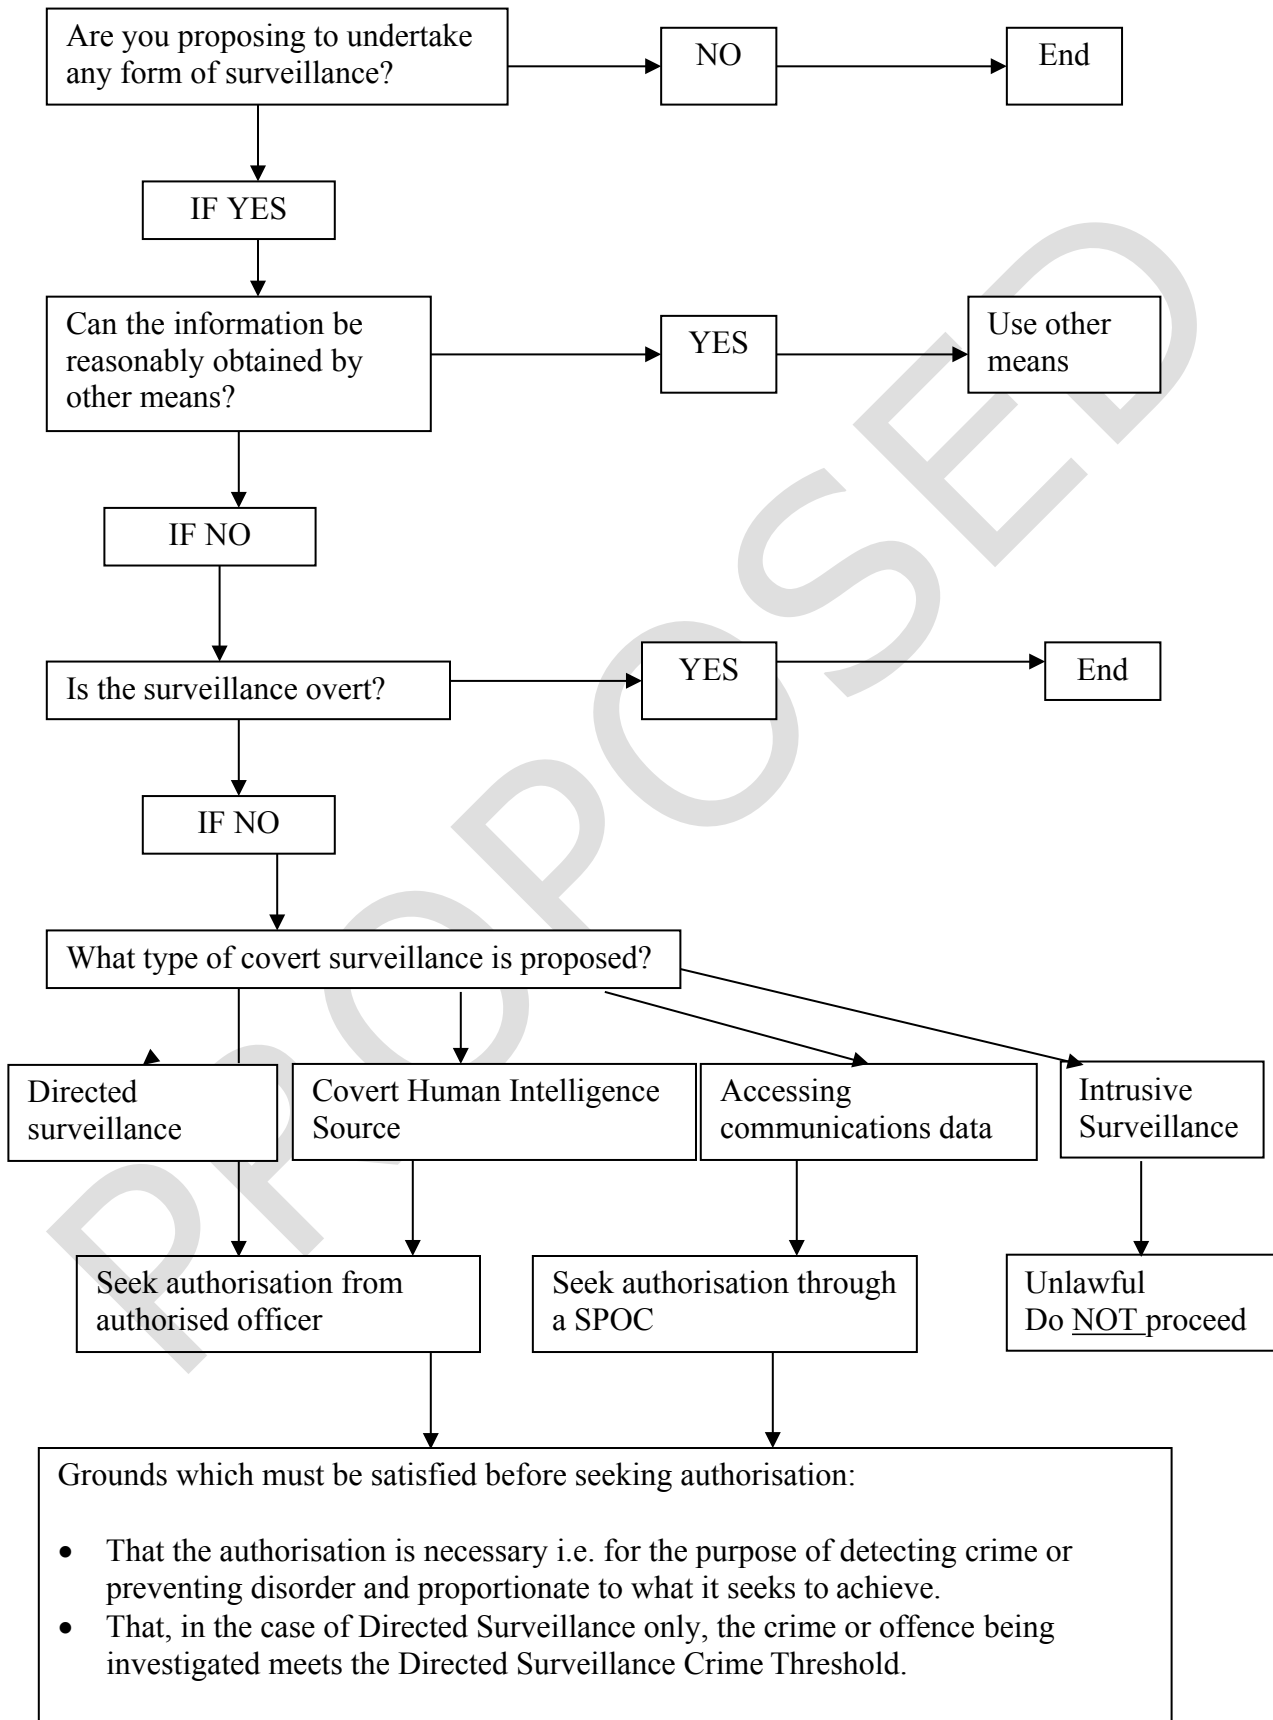 Are you proposing to undertake
any form of surveillance?
NO
End
IF YES
Can the information be
reasonably obtained by
other means?
YES
Use other
means
IF NO
Is the surveillance overt?
YES
End
IF NO
What type of covert surveillance is proposed?
Directed
surveillance
Covert Human Intelligence
Source
Accessing
communications data
Intrusive
Surveillance
Seek authorisation from
authorised officer
Seek authorisation through
a SPOC
Unlawful
Do NOT proceed
Grounds which must be satisfied before seeking authorisation:
• That the authorisation is necessary i.e. for the purpose of detecting crime or
preventing disorder and proportionate to what it seeks to achieve.
• That, in the case of Directed Surveillance only, the crime or offence being
investigated meets the Directed Surveillance Crime Threshold.
PROPOSED